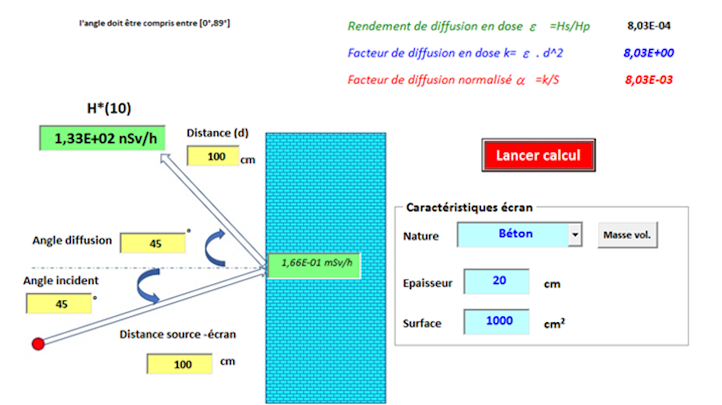 l'angle doit être compris entre [0°,89°]
Rendement de diffusion en dose ε =Hs/Hp 8,03E-04
Facteur de diffusion en dose k= ε . d^2 8,03E+00
Facteur de diffusion normalisé α =k/S 8,03E-03
H*(10)
1,33E+02 nSv/h
Distance (d)
100 cm
Lancer calcul
Caractéristiques écran
Nature Béton Masse vol.
Angle diffusion 45 °
1,66E-01 mSv/h
Angle incident
45 °
Epaisseur 20 cm
Surface 1000 cm²
Distance source -écran
100 cm